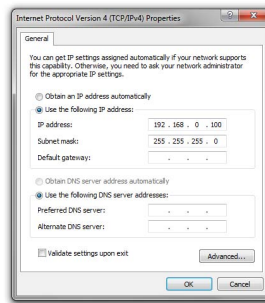 Internet Protocol Version 4 (TCP/IPv4) Properties
General
You can get IP settings assigned automatically if your network supports
this capability. Otherwise, you need to ask your network administrator
for the appropriate IP settings.
Obtain an IP address automatically
Use the following IP address:
IP address: 192 . 168 . 0 . 100
Subnet mask: 255 . 255 . 255 . 0
Default gateway: . . .
Obtain DNS server address automatically
Use the following DNS server addresses:
Preferred DNS server: . . .
Alternate DNS server: . . .
Validate settings upon exit Advanced...
OK Cancel